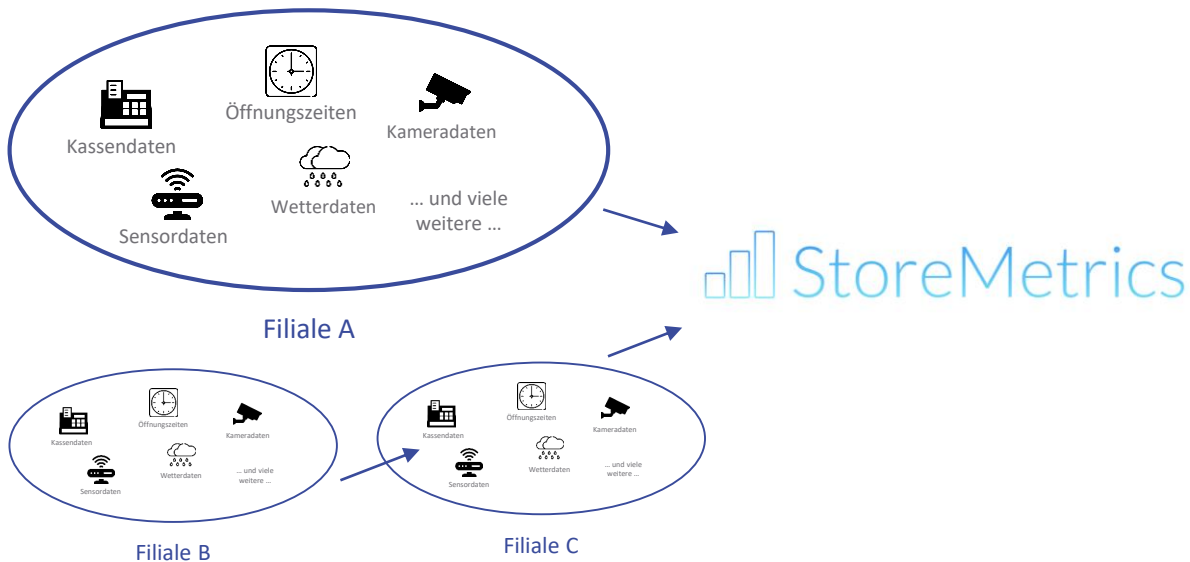 Öffnungszeiten
Kameradaten
Kassendaten
Wetterdaten
... und viele
weitere ...
Sensordaten
Filiale A
StoreMetrics
Öffnungszeiten
Kameradaten
Kassendaten
Wetterdaten
... und viele
weitere ...
Sensordaten
Filiale B
Öffnungszeiten
Kameradaten
Kassendaten
Wetterdaten
... und viele
weitere ...
Sensordaten
Filiale C